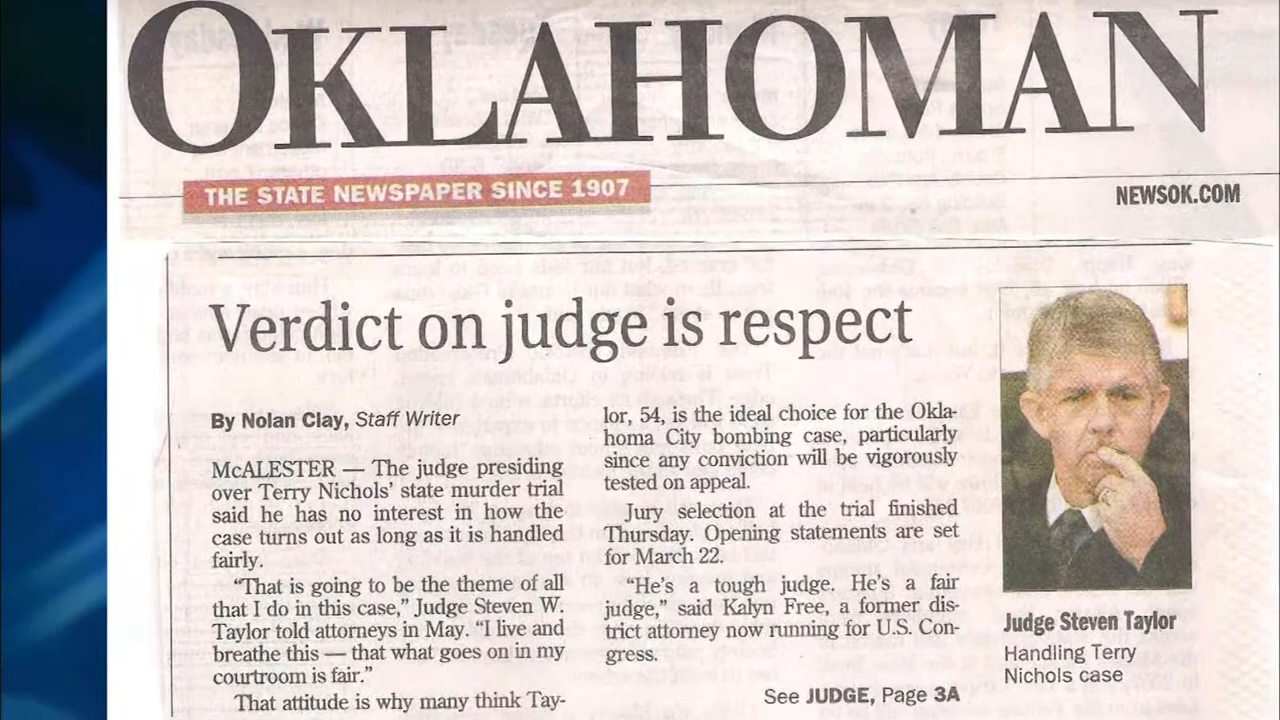 OKLAHOMAN
THE STATE NEWSPAPER SINCE 1907
NEWSOK.COM
Verdict on judge is respect
By Nolan Clay, Staff Writer
McALESTER — The judge presiding
over Terry Nichols' state murder trial
said he has no interest in how the
case turns out as long as it is handled
fairly.
“That is going to be the theme of all
that I do in this case,” Judge Steven W.
Taylor told attorneys in May. “I live and
breathe this — that what goes on in my
courtroom is fair.”
That attitude is why many think Tay-
lor, 54, is the ideal choice for the Okla-
homa City bombing case, particularly
since any conviction will be vigorously
tested on appeal.
Jury selection at the trial finished
Thursday. Opening statements are set
for March 22.
“He's a tough judge. He's a fair
judge,” said Kalyn Free, a former dis-
trict attorney now running for U.S. Con-
gress.
See JUDGE, Page 3A
Judge Steven Taylor
Handling Terry
Nichols case